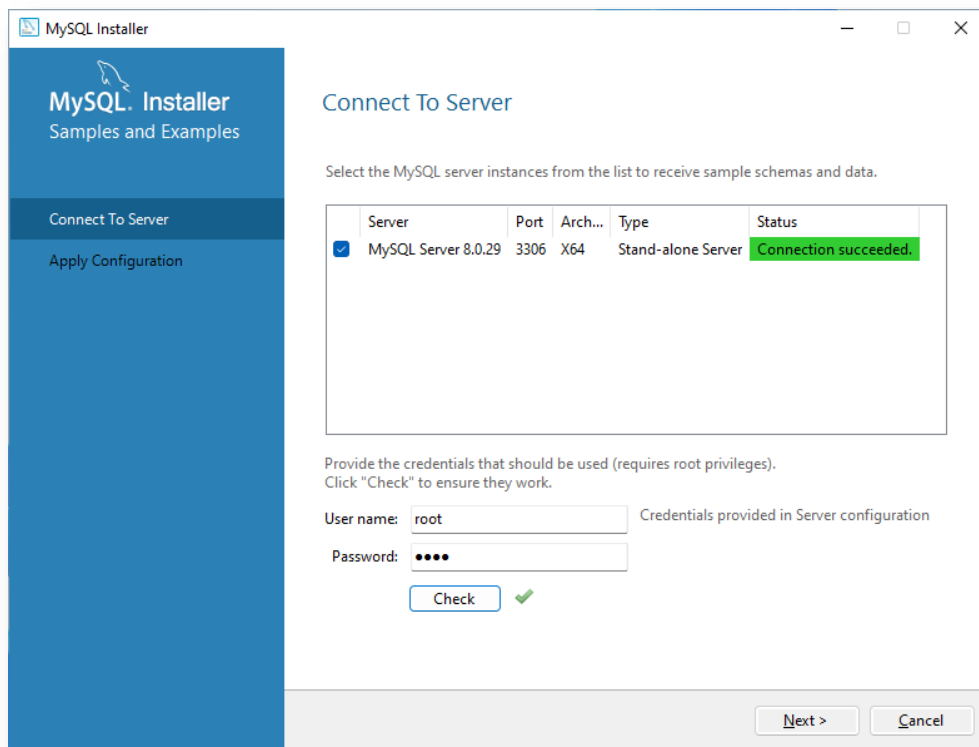 MySQL Installer
MySQL. Installer
Samples and Examples
Connect To Server
Apply Configuration
Connect To Server
Select the MySQL server instances from the list to receive sample schemas and data.
Server Port Arch... Type Status
MySQL Server 8.0.29 3306 X64 Stand-alone Server Connection succeeded.
Provide the credentials that should be used (requires root privileges).
Click "Check" to ensure they work.
User name: root Credentials provided in Server configuration
Password: ●●●●
Check
Next > Cancel